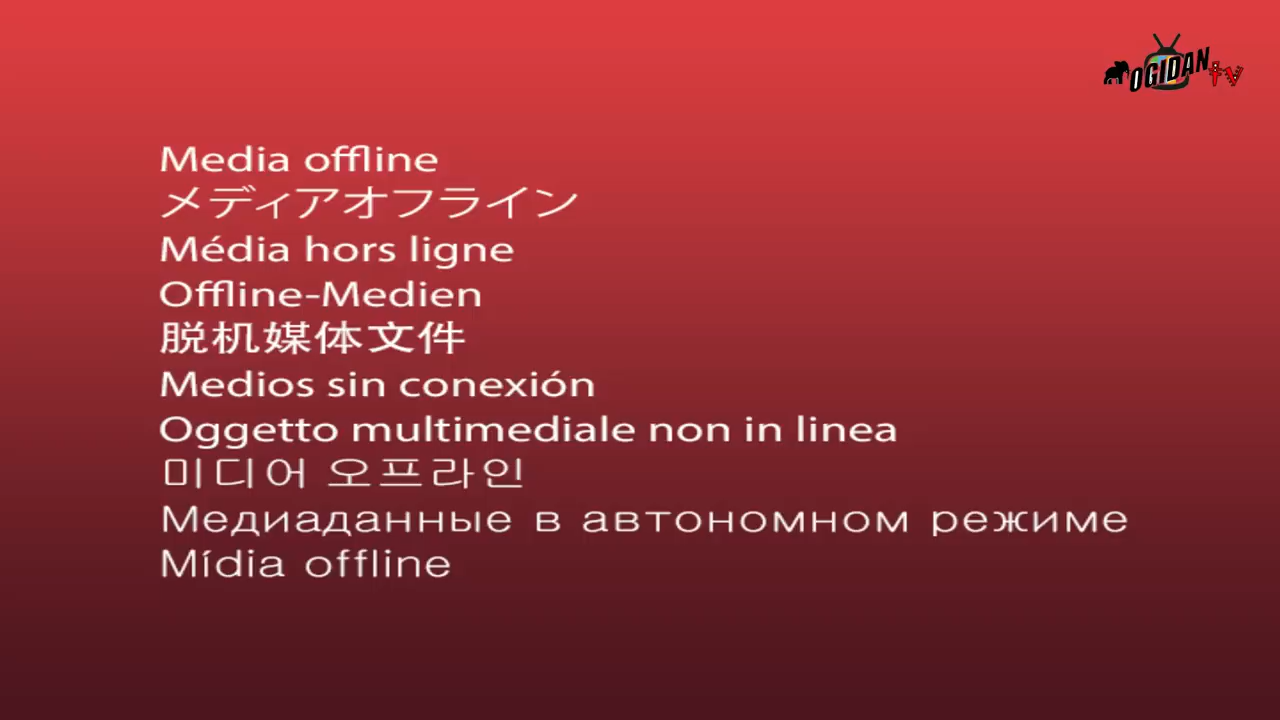 OGIDAN tv
Media offline
メディアオフライン
Média hors ligne
Offline-Medien
脱机媒体文件
Medios sin conexión
Oggetto multimediale non in linea
미디어 오프라인
Медиаданные в автономном режиме
Mídia offline